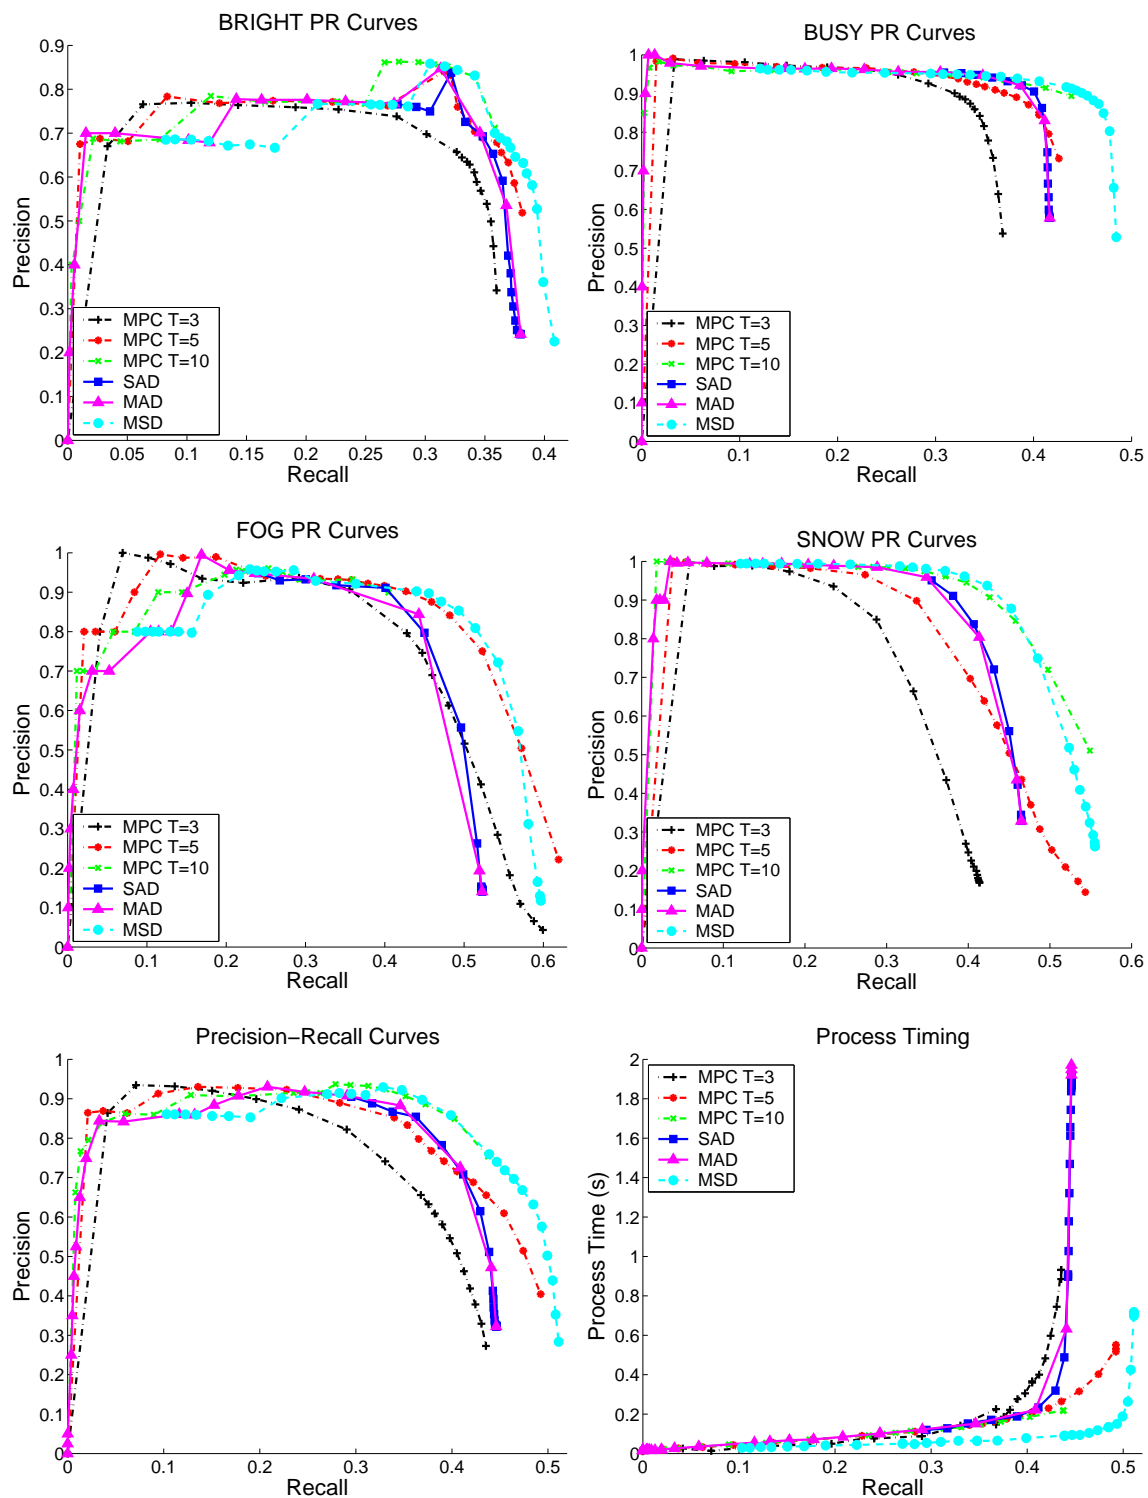 BRIGHT PR Curves
0.9
0.8
0.7
0.6
0.5
0.4
0.3
0.2
0.1
0
Precision
MPC T=3
MPC T=5
MPC T=10
SAD
MAD
MSD
0 0.05 0.1 0.15 0.2 0.25 0.3 0.35 0.4
Recall
BUSY PR Curves
1
0.9
0.8
0.7
0.6
0.5
0.4
0.3
0.2
0.1
0
Precision
MPC T=3
MPC T=5
MPC T=10
SAD
MAD
MSD
0 0.1 0.2 0.3 0.4 0.5
Recall
FOG PR Curves
1
0.9
0.8
0.7
0.6
0.5
0.4
0.3
0.2
0.1
0
Precision
MPC T=3
MPC T=5
MPC T=10
SAD
MAD
MSD
0 0.1 0.2 0.3 0.4 0.5 0.6
Recall
SNOW PR Curves
1
0.9
0.8
0.7
0.6
0.5
0.4
0.3
0.2
0.1
0
Precision
MPC T=3
MPC T=5
MPC T=10
SAD
MAD
MSD
0 0.1 0.2 0.3 0.4 0.5 0.6
Recall
Precision−Recall Curves
1
0.9
0.8
0.7
0.6
0.5
0.4
0.3
0.2
0.1
0
Precision
0 0.1 0.2 0.3 0.4 0.5
Recall
Process Timing
2
1.8
1.6
1.4
1.2
1
0.8
0.6
0.4
0.2
0
Process Time (s)
MPC T=3
MPC T=5
MPC T=10
SAD
MAD
MSD
0 0.1 0.2 0.3 0.4 0.5
Recall